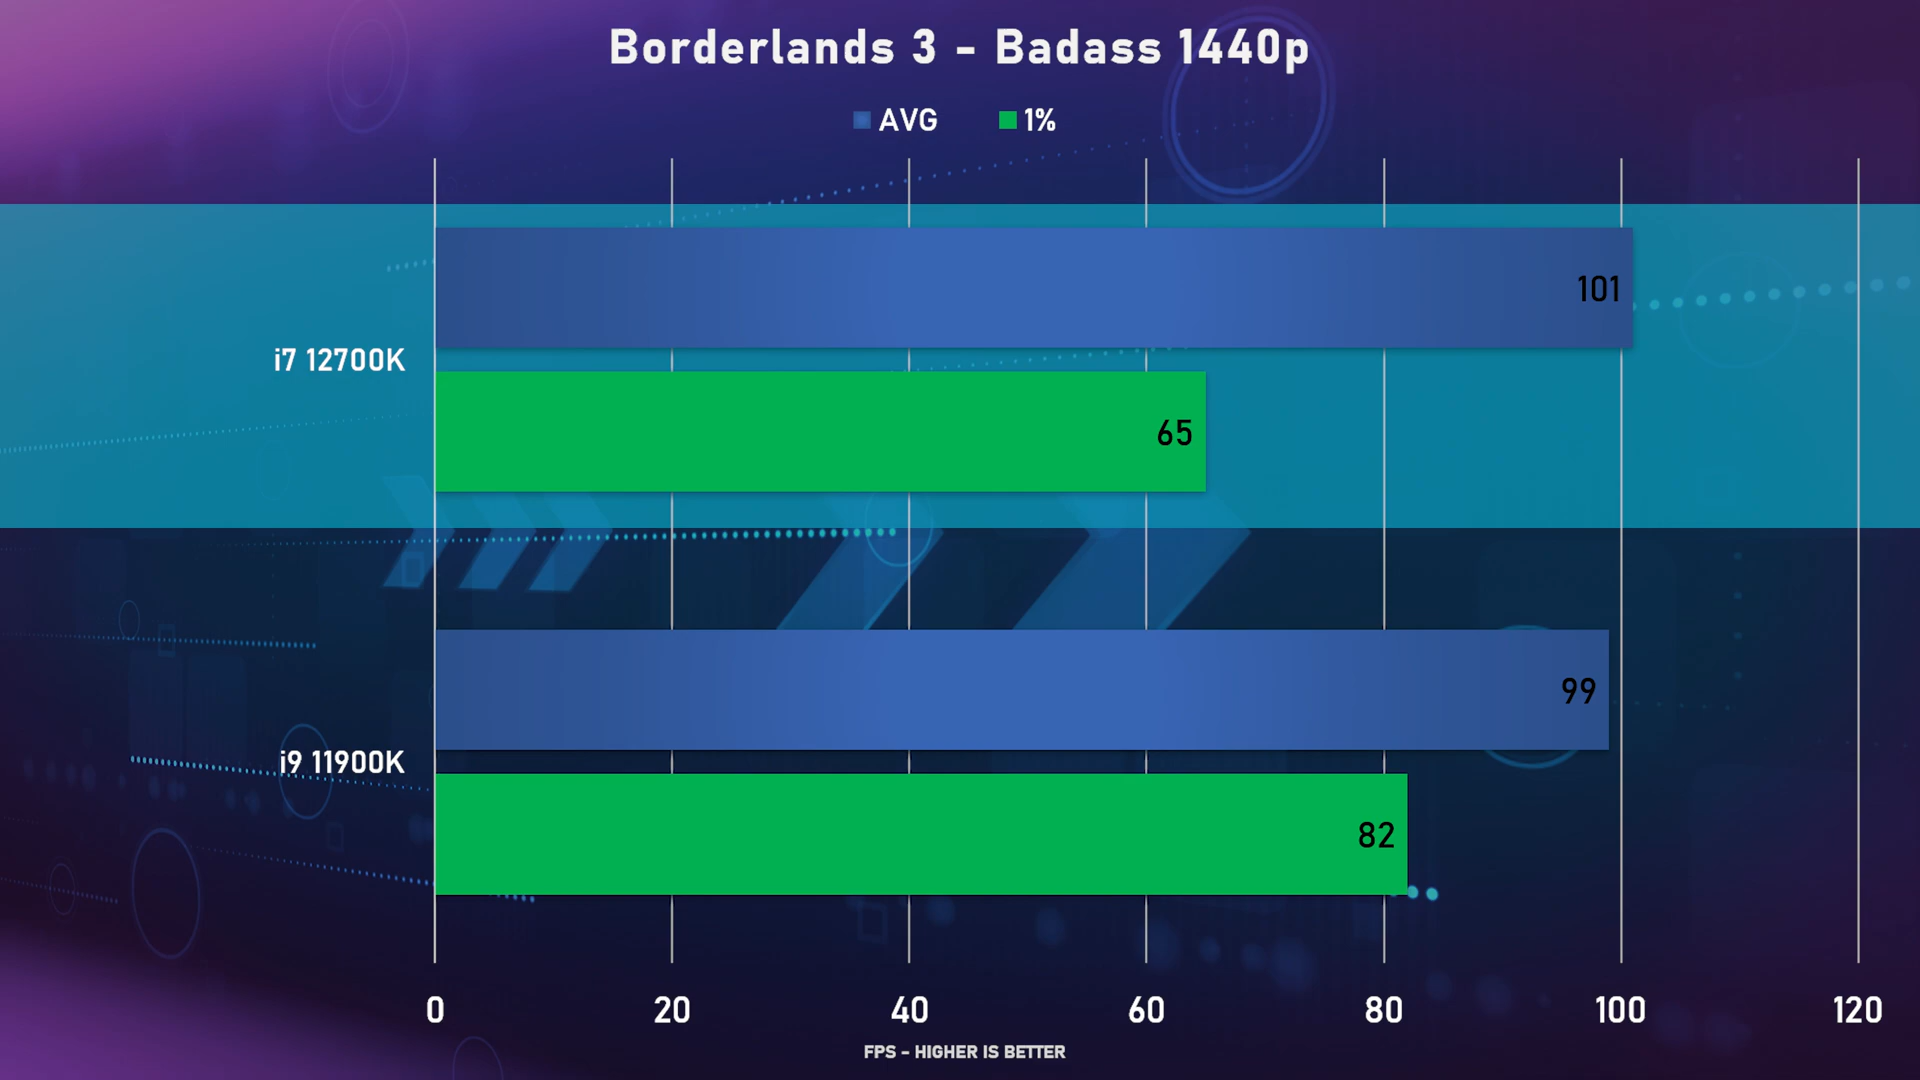 Borderlands 3 - Badass 1440p
AVG 1%
i7 12700K
101
65
i9 11900K
99
82
0 20 40 60 80 100 120
FPS - HIGHER IS BETTER